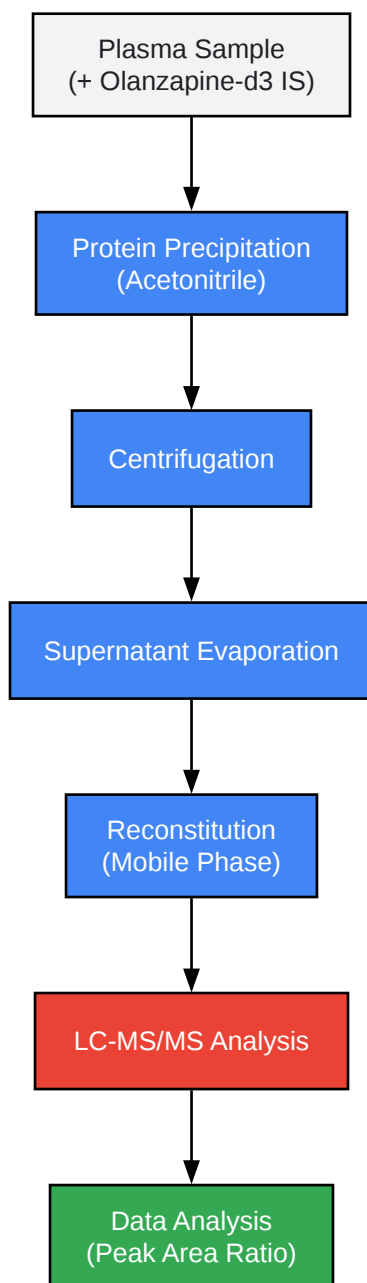 Plasma Sample
(+ Olanzapine-d3 IS)
Protein Precipitation
(Acetonitrile)
Centrifugation
Supernatant Evaporation
Reconstitution
(Mobile Phase)
LC-MS/MS Analysis
Data Analysis
(Peak Area Ratio)